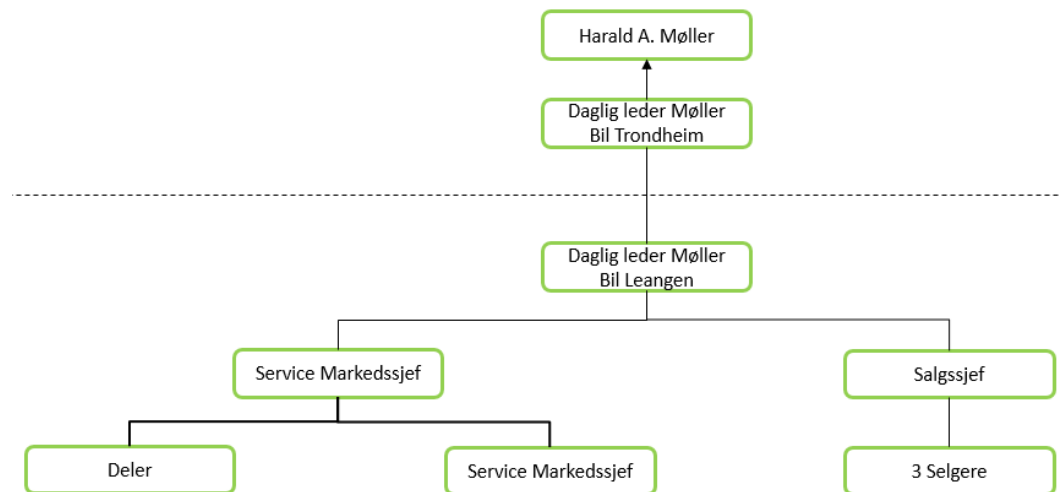 Harald A. Møller
Daglig leder Møller
Bil Trondheim
Daglig leder Møller
Bil Leangen
Service Markedssjef
Salgssjef
Deler
Service Markedssjef
3 Selgere